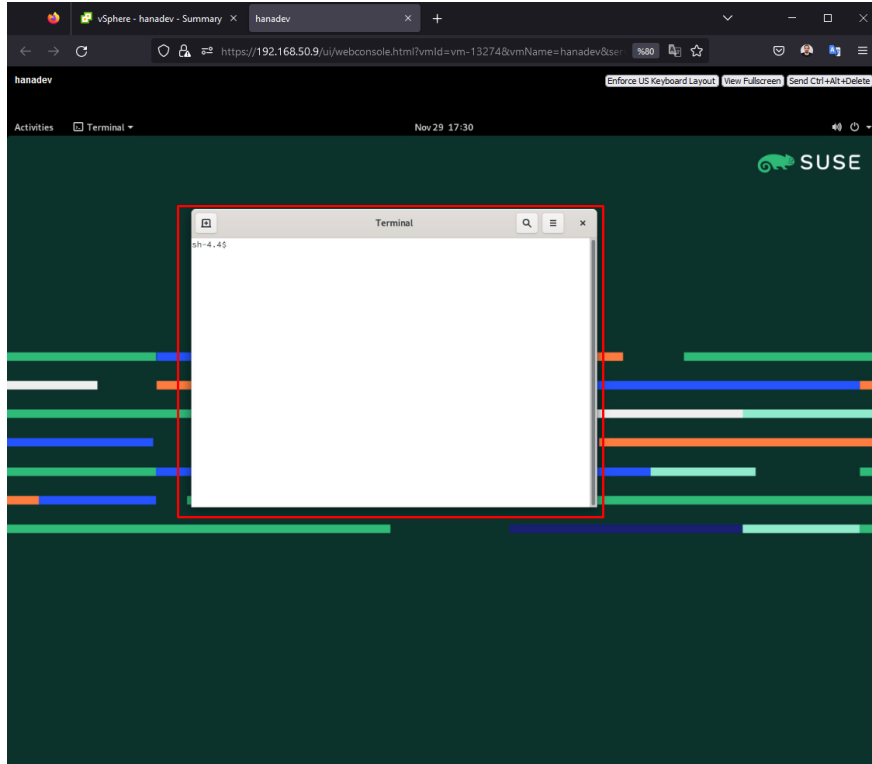 vSphere - hanadev - Summary
hanadev
https://192.168.50.9/ui/webconsole.html?vmId=vm-13274&vmName=hanadev&ser
%80
hanadev
Enforce US Keyboard Layout
View Fullscreen
Send Ctrl+Alt+Delete
Activities
Terminal
Nov 29 17:30
SUSE
Terminal
sh-4.4$